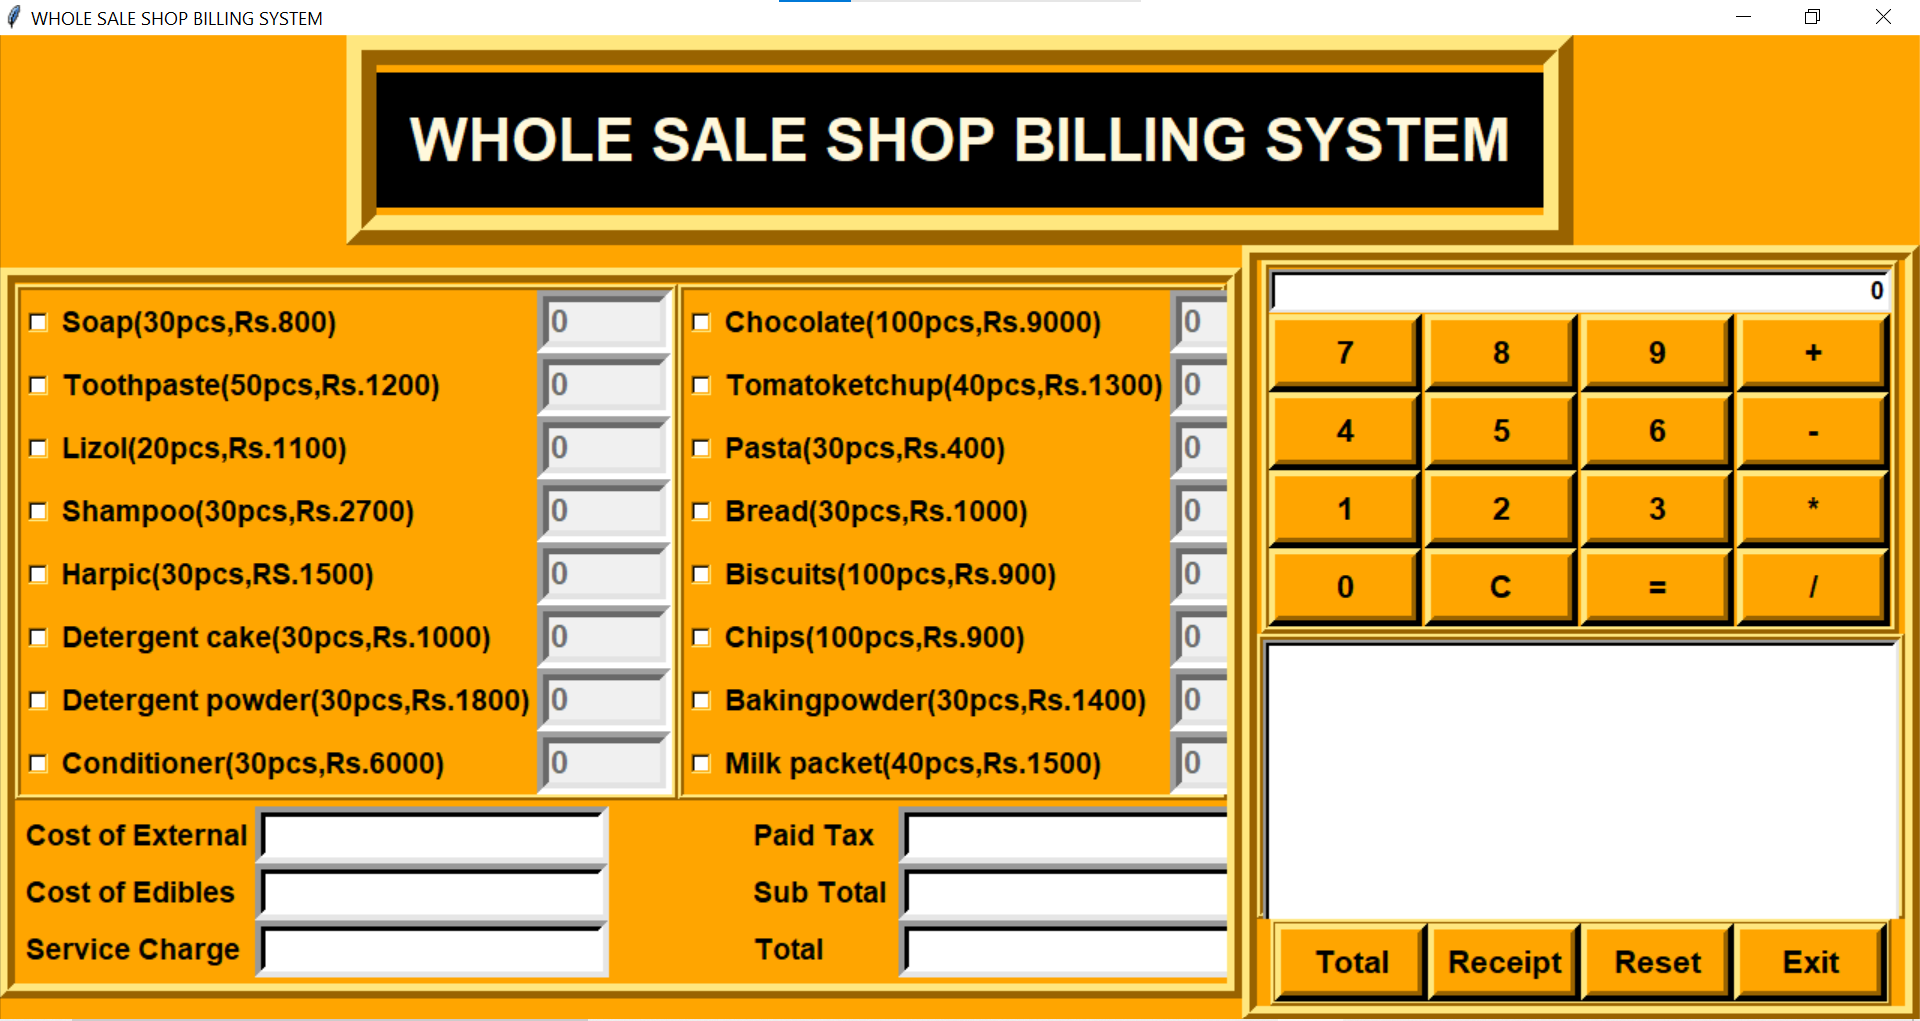 WHOLE SALE SHOP BILLING SYSTEM
WHOLE SALE SHOP BILLING SYSTEM
Soap(30pcs,Rs.800) 0
Toothpaste(50pcs,Rs.1200) 0
Lizol(20pcs,Rs.1100) 0
Shampoo(30pcs,Rs.2700) 0
Harpic(30pcs,RS.1500) 0
Detergent cake(30pcs,Rs.1000) 0
Detergent powder(30pcs,Rs.1800) 0
Conditioner(30pcs,Rs.6000) 0
Chocolate(100pcs,Rs.9000) 0
Tomatoketchup(40pcs,Rs.1300) 0
Pasta(30pcs,Rs.400) 0
Bread(30pcs,Rs.1000) 0
Biscuits(100pcs,Rs.900) 0
Chips(100pcs,Rs.900) 0
Bakingpowder(30pcs,Rs.1400) 0
Milk packet(40pcs,Rs.1500) 0
Cost of External
Cost of Edibles
Service Charge
Paid Tax
Sub Total
Total
0
7 8 9 +
4 5 6 -
1 2 3 *
0 C = /
Total Receipt Reset Exit